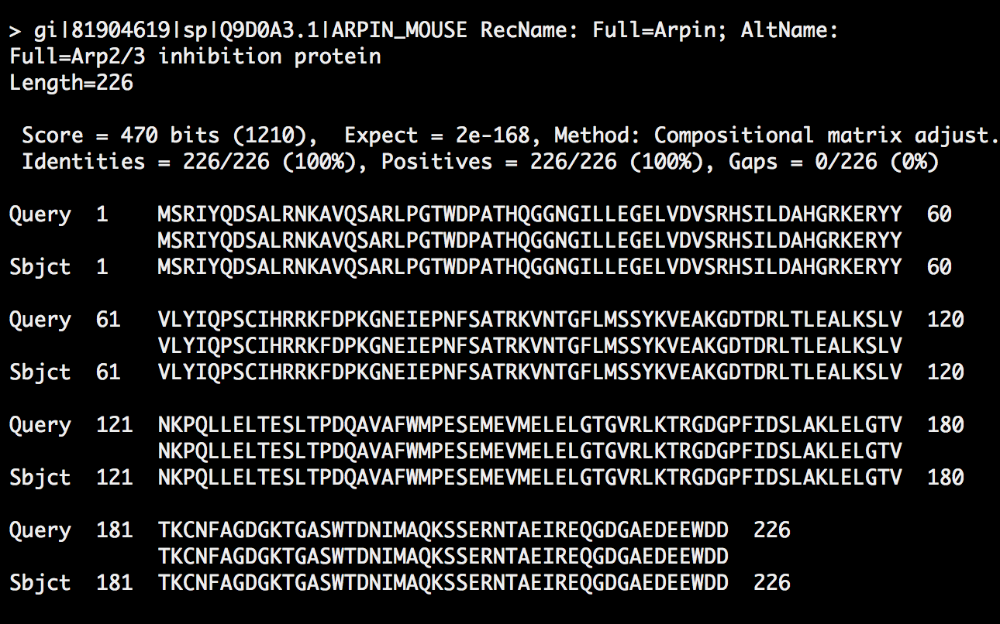 > gi|81904619|sp|Q9D0A3.1|ARPIN_MOUSE RecName: Full=Arpin; AltName:
Full=Arp2/3 inhibition protein
Length=226
Score = 470 bits (1210),  Expect = 2e-168, Method: Compositional matrix adjust.
Identities = 226/226 (100%), Positives = 226/226 (100%), Gaps = 0/226 (0%)
Query  1    MSRIYQDSALRNKAVQSARLPGTWDPATHQGGNGILLEGELVDVSRHSILDAHGRKERYY  60
MSRIYQDSALRNKAVQSARLPGTWDPATHQGGNGILLEGELVDVSRHSILDAHGRKERYY
Sbjct  1    MSRIYQDSALRNKAVQSARLPGTWDPATHQGGNGILLEGELVDVSRHSILDAHGRKERYY  60
Query  61   VLYIQPSCIHRRKFDPKGNEIEPNFSATRKVNTGFLMSSYKVEAKGDTDRLTLEALKSLV  120
VLYIQPSCIHRRKFDPKGNEIEPNFSATRKVNTGFLMSSYKVEAKGDTDRLTLEALKSLV
Sbjct  61   VLYIQPSCIHRRKFDPKGNEIEPNFSATRKVNTGFLMSSYKVEAKGDTDRLTLEALKSLV  120
Query  121  NKPQLLELTESLTPDQAVAFWMPESEMEVMELELGTGVRLKTRGDGPFIDSLAKLELGTV  180
NKPQLLELTESLTPDQAVAFWMPESEMEVMELELGTGVRLKTRGDGPFIDSLAKLELGTV
Sbjct  121  NKPQLLELTESLTPDQAVAFWMPESEMEVMELELGTGVRLKTRGDGPFIDSLAKLELGTV  180
Query  181  TKCNFAGDGKTGASWTDNIMAQKSSERNTAEIREQGDGAEDEEWDD  226
TKCNFAGDGKTGASWTDNIMAQKSSERNTAEIREQGDGAEDEEWDD
Sbjct  181  TKCNFAGDGKTGASWTDNIMAQKSSERNTAEIREQGDGAEDEEWDD  226